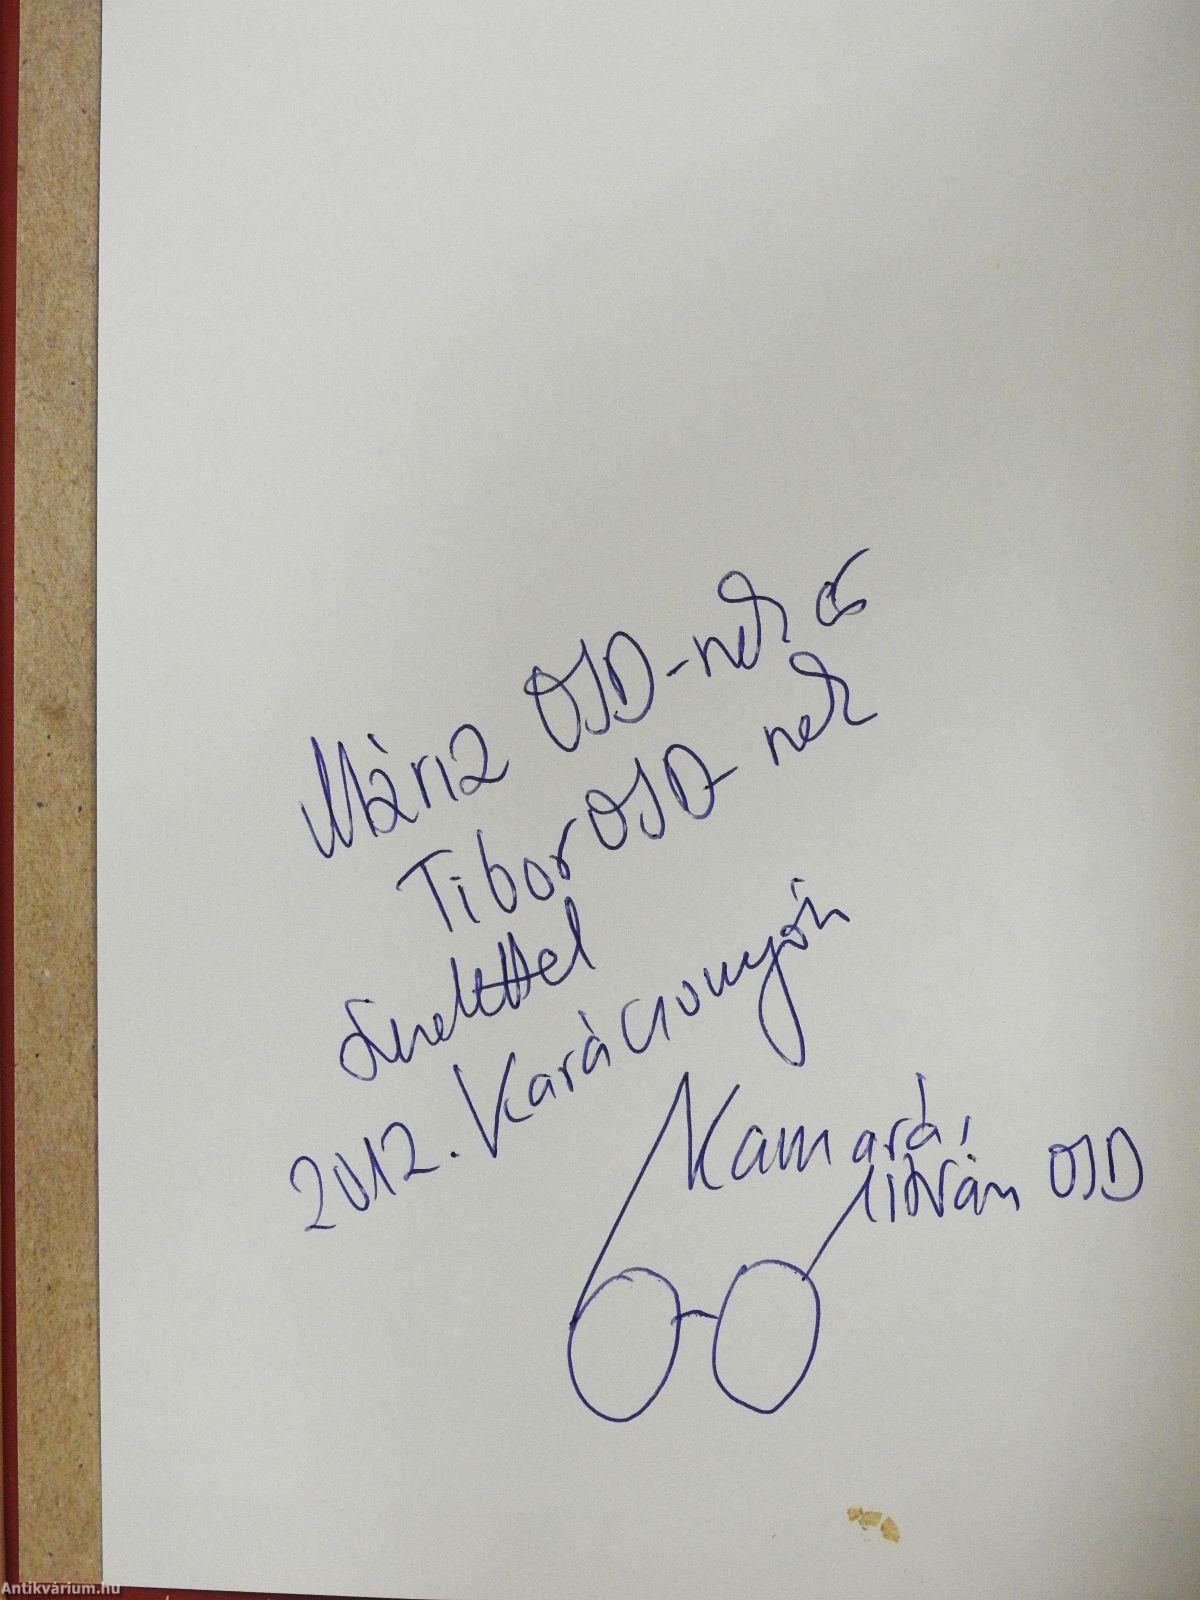 Mária OJD-nek és
Tibor OJD-nek
szeretettel
2012. Karácsonyán
Kamarás
István OJD
Antikvárium.hu